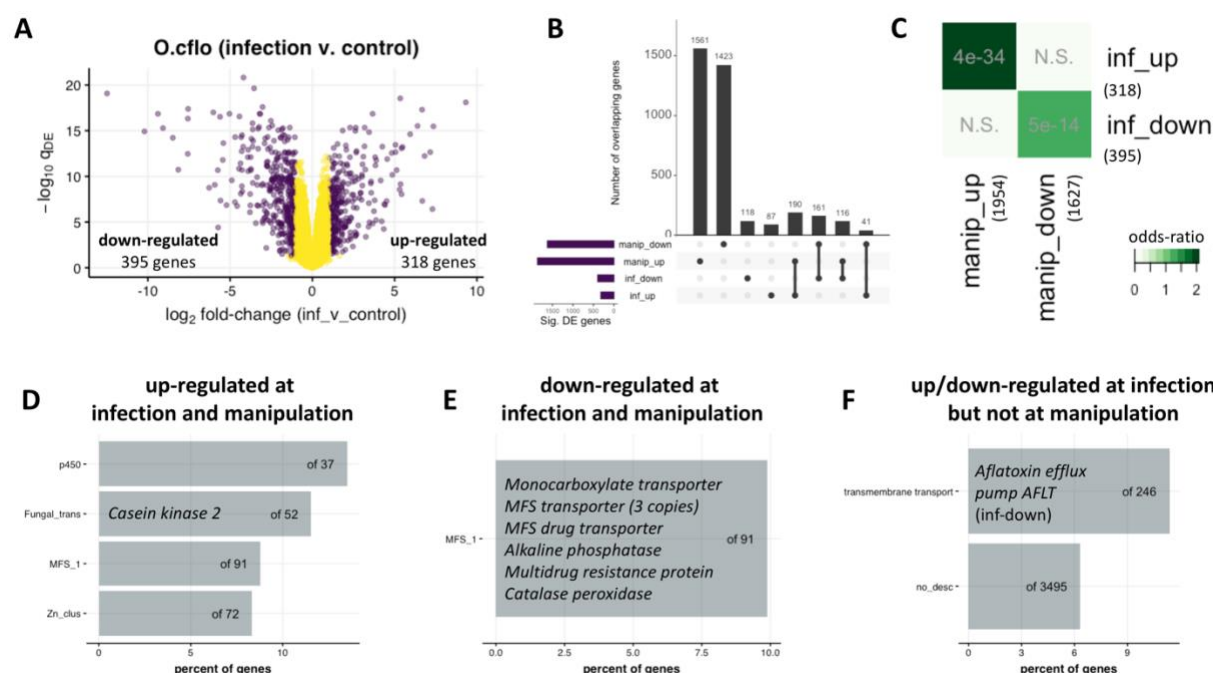 A
O.cflo (infection v. control)
−log10 qDE
20
15
10
5
0
down-regulated
395 genes
up-regulated
318 genes
-10
-5
0
5
10
log2 fold-change (inf_v_control)
B
Number of overlapping genes
1500
1000
500
0
1561
1423
118
87
190
161
116
41
manip_down
manip_up
inf_down
inf_up
1500
1000
500
0
Sig. DE genes
C
4e-34
N.S.
inf_up
(318)
N.S.
5e-14
inf_down
(395)
manip_up
(1954)
manip_down
(1627)
odds-ratio
0
1
2
D
up-regulated at
infection and manipulation
p450
of 37
Fungal_trans
Casein kinase 2
of 52
MFS_1
of 91
Zn_clus
of 72
0
5
10
percent of genes
E
down-regulated at
infection and manipulation
MFS_1
Monocarboxylate transporter
MFS transporter (3 copies)
MFS drug transporter
Alkaline phosphatase
Multidrug resistance protein
Catalase peroxidase
of 91
0.0
2.5
5.0
7.5
10.0
percent of genes
F
up/down-regulated at infection
but not at manipulation
transmembrane transport
Aflatoxin efflux
pump AFLT
(inf-down)
of 246
no_desc
of 3495
0
3
6
9
percent of genes